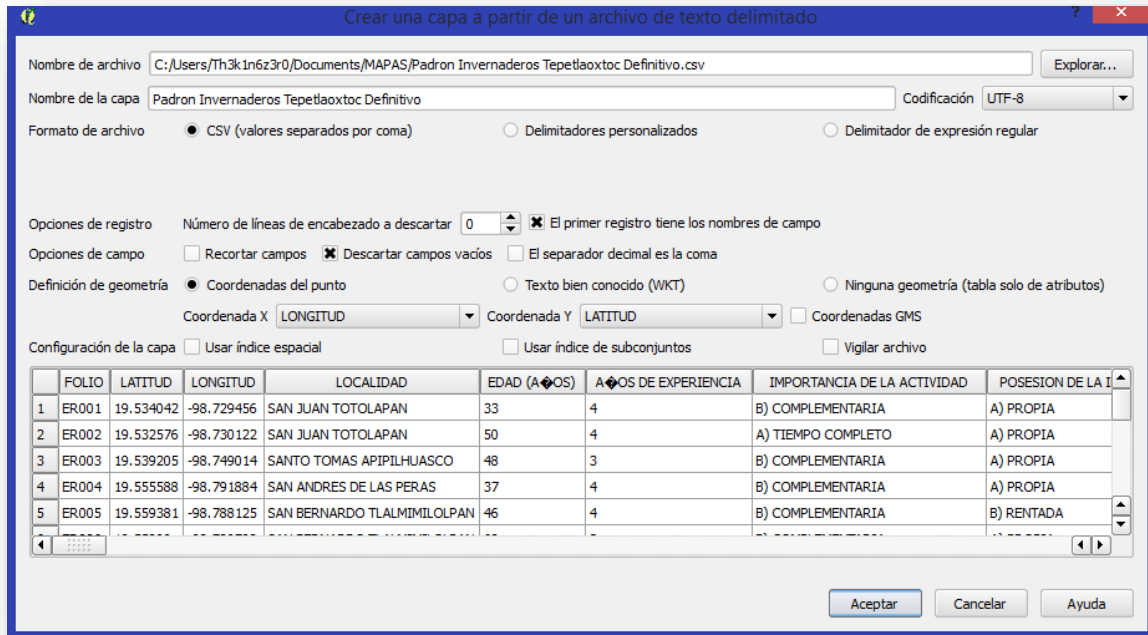 Crear una capa a partir de un archivo de texto delimitado ?
Nombre de archivo C:/Users/Th3k1n6z3r0/Documents/MAPAS/Padron Invernaderos Tepetlaoxtoc Definitivo.csv Explorar...
Nombre de la capa Padron Invernaderos Tepetlaoxtoc Definitivo Codificación UTF-8
Formato de archivo CSV (valores separados por coma) Delimitadores personalizados Delimitador de expresión regular
Opciones de registro Número de líneas de encabezado a descartar 0 El primer registro tiene los nombres de campo
Opciones de campo Recortar campos Descartar campos vacíos El separador decimal es la coma
Definición de geometría Coordenadas del punto Texto bien conocido (WKT) Ninguna geometría (tabla solo de atributos)
Coordenada X LONGITUD Coordenada Y LATITUD Coordenadas GMS
Configuración de la capa Usar índice espacial Usar índice de subconjuntos Vigilar archivo
FOLIO LATITUD LONGITUD LOCALIDAD EDAD (A�OS) A�OS DE EXPERIENCIA IMPORTANCIA DE LA ACTIVIDAD POSESION DE LA
1 ER001 19.534042 -98.729456 SAN JUAN TOTOLAPAN 33 4 B) COMPLEMENTARIA A) PROPIA
2 ER002 19.532576 -98.730122 SAN JUAN TOTOLAPAN 50 4 A) TIEMPO COMPLETO A) PROPIA
3 ER003 19.539205 -98.749014 SANTO TOMAS APIPILHUASCO 48 3 B) COMPLEMENTARIA A) PROPIA
4 ER004 19.555588 -98.791884 SAN ANDRES DE LAS PERAS 37 4 B) COMPLEMENTARIA A) PROPIA
5 ER005 19.559381 -98.788125 SAN BERNARDO TLALMIMILOLPAN 46 4 B) COMPLEMENTARIA B) RENTADA
Aceptar Cancelar Ayuda